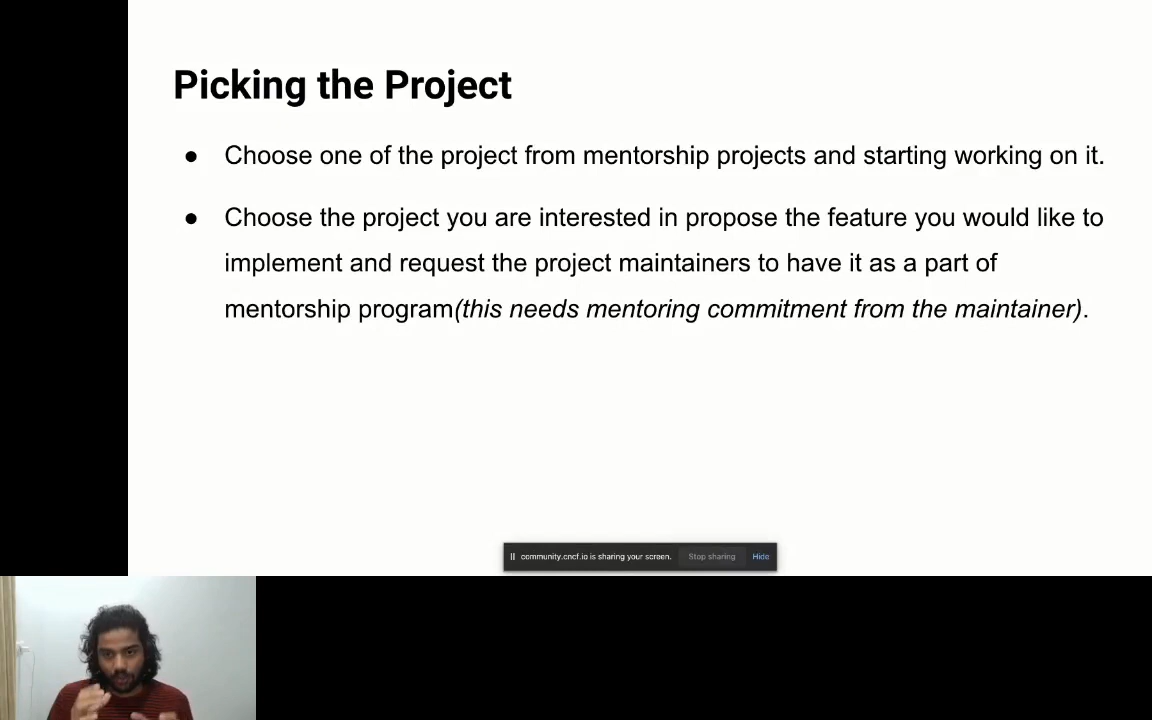 Picking the Project
● Choose one of the project from mentorship projects and starting working on it.
● Choose the project you are interested in propose the feature you would like to
implement and request the project maintainers to have it as a part of
mentorship program(this needs mentoring commitment from the maintainer).
community.cncf.io is sharing your screen. Stop sharing Hide